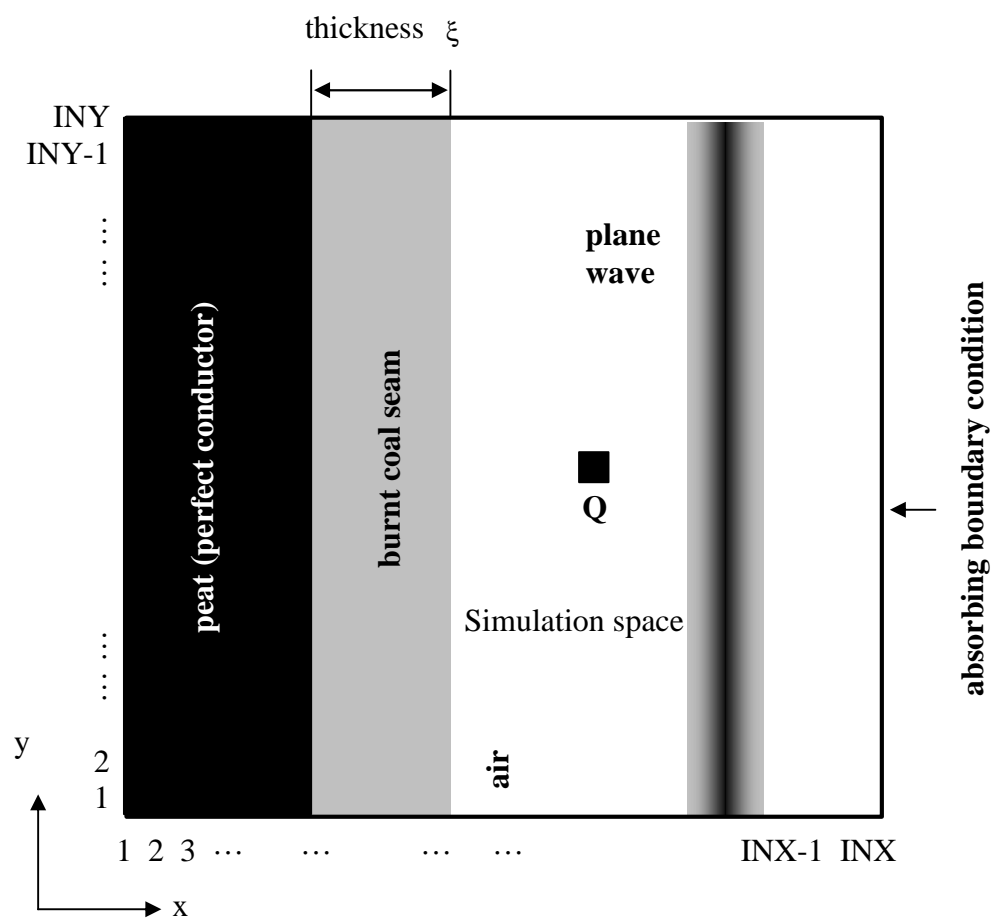 thickness ξ
INY
INY-1
⋯⋯
plane
wave
peat (perfect conductor)
burnt coal seam
Q
absorbing boundary condition
Simulation space
⋯⋯
air
y
2
1
1 2 3 ⋯ ⋯ ⋯ ⋯ INX-1 INX
x